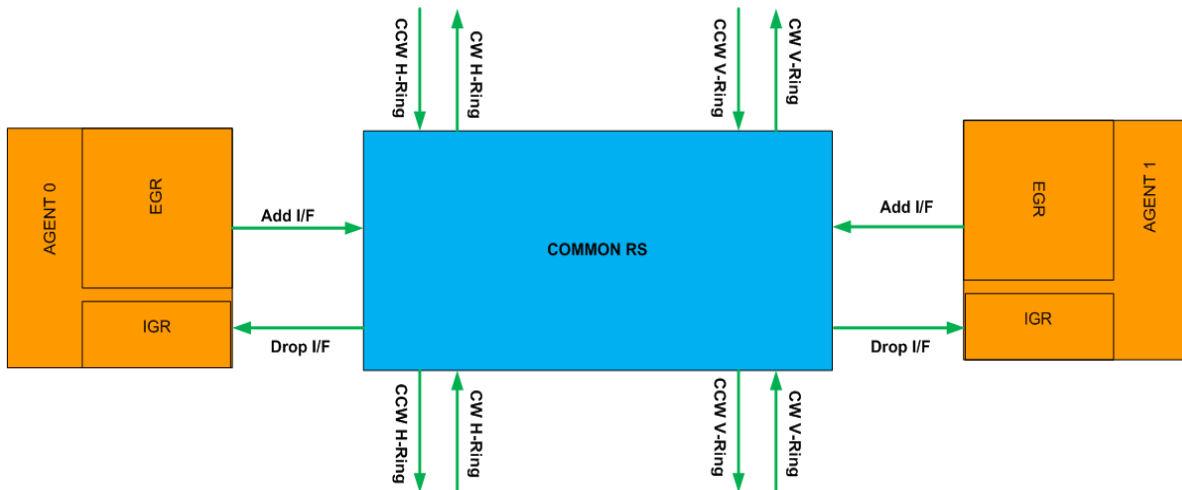 CCW H-Ring
CW H-Ring
CCW V-Ring
CW V-Ring
AGENT 0
EGR
IGR
Add I/F
Drop I/F
COMMON RS
Add I/F
Drop I/F
EGR
IGR
AGENT 1
CCW H-Ring
CW H-Ring
CCW V-Ring
CW V-Ring